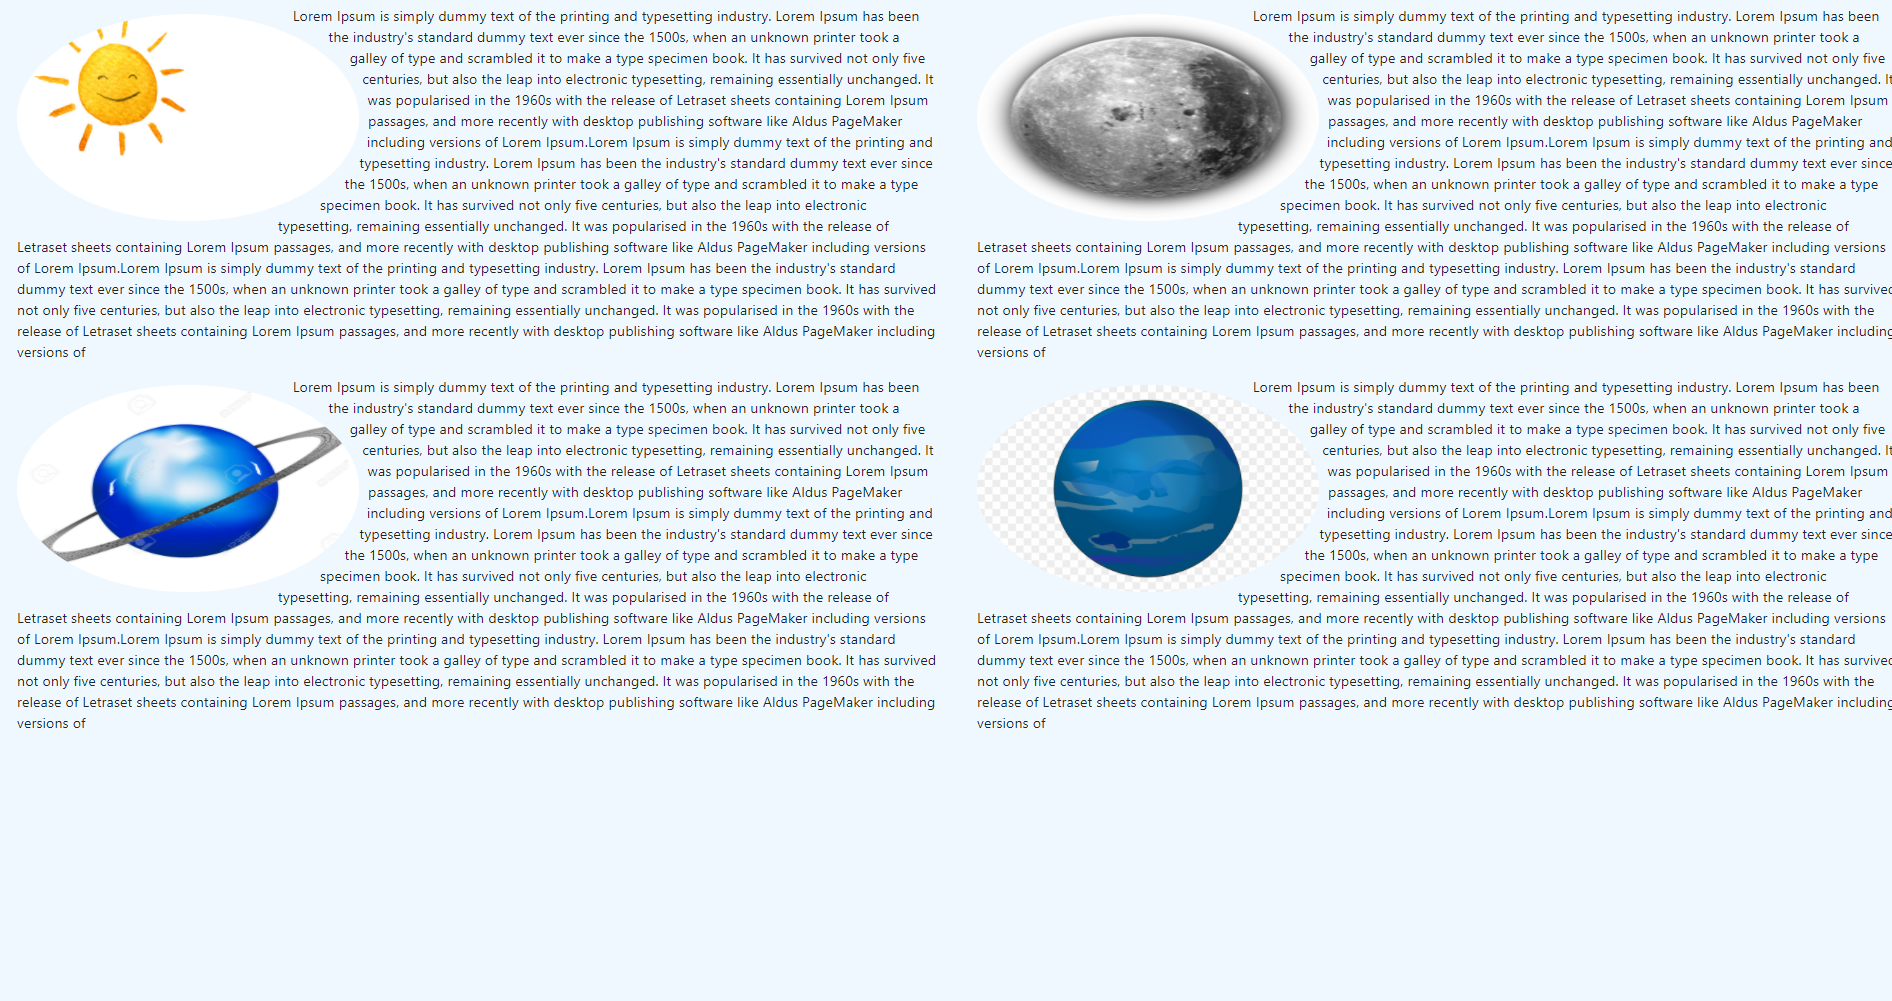 Lorem Ipsum is simply dummy text of the printing and typesetting industry. Lorem Ipsum has been
the industry's standard dummy text ever since the 1500s, when an unknown printer took a
galley of type and scrambled it to make a type specimen book. It has survived not only five
centuries, but also the leap into electronic typesetting, remaining essentially unchanged. It
was popularised in the 1960s with the release of Letraset sheets containing Lorem Ipsum
passages, and more recently with desktop publishing software like Aldus PageMaker
including versions of Lorem Ipsum.Lorem Ipsum is simply dummy text of the printing and
typesetting industry. Lorem Ipsum has been the industry's standard dummy text ever since
the 1500s, when an unknown printer took a galley of type and scrambled it to make a type
specimen book. It has survived not only five centuries, but also the leap into electronic
typesetting, remaining essentially unchanged. It was popularised in the 1960s with the release of
Letraset sheets containing Lorem Ipsum passages, and more recently with desktop publishing software like Aldus PageMaker including versions
of Lorem Ipsum.Lorem Ipsum is simply dummy text of the printing and typesetting industry. Lorem Ipsum has been the industry's standard
dummy text ever since the 1500s, when an unknown printer took a galley of type and scrambled it to make a type specimen book. It has survived
not only five centuries, but also the leap into electronic typesetting, remaining essentially unchanged. It was popularised in the 1960s with the
release of Letraset sheets containing Lorem Ipsum passages, and more recently with desktop publishing software like Aldus PageMaker including
versions of
Lorem Ipsum is simply dummy text of the printing and typesetting industry. Lorem Ipsum has been
the industry's standard dummy text ever since the 1500s, when an unknown printer took a
galley of type and scrambled it to make a type specimen book. It has survived not only five
centuries, but also the leap into electronic typesetting, remaining essentially unchanged. It
was popularised in the 1960s with the release of Letraset sheets containing Lorem Ipsum
passages, and more recently with desktop publishing software like Aldus PageMaker
including versions of Lorem Ipsum.Lorem Ipsum is simply dummy text of the printing and
typesetting industry. Lorem Ipsum has been the industry's standard dummy text ever since
the 1500s, when an unknown printer took a galley of type and scrambled it to make a type
specimen book. It has survived not only five centuries, but also the leap into electronic
typesetting, remaining essentially unchanged. It was popularised in the 1960s with the release of
Letraset sheets containing Lorem Ipsum passages, and more recently with desktop publishing software like Aldus PageMaker including versions
of Lorem Ipsum.Lorem Ipsum is simply dummy text of the printing and typesetting industry. Lorem Ipsum has been the industry's standard
dummy text ever since the 1500s, when an unknown printer took a galley of type and scrambled it to make a type specimen book. It has survived
not only five centuries, but also the leap into electronic typesetting, remaining essentially unchanged. It was popularised in the 1960s with the
release of Letraset sheets containing Lorem Ipsum passages, and more recently with desktop publishing software like Aldus PageMaker including
versions of
Lorem Ipsum is simply dummy text of the printing and typesetting industry. Lorem Ipsum has been
the industry's standard dummy text ever since the 1500s, when an unknown printer took a
galley of type and scrambled it to make a type specimen book. It has survived not only five
centuries, but also the leap into electronic typesetting, remaining essentially unchanged. It
was popularised in the 1960s with the release of Letraset sheets containing Lorem Ipsum
passages, and more recently with desktop publishing software like Aldus PageMaker
including versions of Lorem Ipsum.Lorem Ipsum is simply dummy text of the printing and
typesetting industry. Lorem Ipsum has been the industry's standard dummy text ever since
the 1500s, when an unknown printer took a galley of type and scrambled it to make a type
specimen book. It has survived not only five centuries, but also the leap into electronic
typesetting, remaining essentially unchanged. It was popularised in the 1960s with the release of
Letraset sheets containing Lorem Ipsum passages, and more recently with desktop publishing software like Aldus PageMaker including versions
of Lorem Ipsum.Lorem Ipsum is simply dummy text of the printing and typesetting industry. Lorem Ipsum has been the industry's standard
dummy text ever since the 1500s, when an unknown printer took a galley of type and scrambled it to make a type specimen book. It has survived
not only five centuries, but also the leap into electronic typesetting, remaining essentially unchanged. It was popularised in the 1960s with the
release of Letraset sheets containing Lorem Ipsum passages, and more recently with desktop publishing software like Aldus PageMaker including
versions of
Lorem Ipsum is simply dummy text of the printing and typesetting industry. Lorem Ipsum has been
the industry's standard dummy text ever since the 1500s, when an unknown printer took a
galley of type and scrambled it to make a type specimen book. It has survived not only five
centuries, but also the leap into electronic typesetting, remaining essentially unchanged. It
was popularised in the 1960s with the release of Letraset sheets containing Lorem Ipsum
passages, and more recently with desktop publishing software like Aldus PageMaker
including versions of Lorem Ipsum.Lorem Ipsum is simply dummy text of the printing and
typesetting industry. Lorem Ipsum has been the industry's standard dummy text ever since
the 1500s, when an unknown printer took a galley of type and scrambled it to make a type
specimen book. It has survived not only five centuries, but also the leap into electronic
typesetting, remaining essentially unchanged. It was popularised in the 1960s with the release of
Letraset sheets containing Lorem Ipsum passages, and more recently with desktop publishing software like Aldus PageMaker including versions
of Lorem Ipsum.Lorem Ipsum is simply dummy text of the printing and typesetting industry. Lorem Ipsum has been the industry's standard
dummy text ever since the 1500s, when an unknown printer took a galley of type and scrambled it to make a type specimen book. It has survived
not only five centuries, but also the leap into electronic typesetting, remaining essentially unchanged. It was popularised in the 1960s with the
release of Letraset sheets containing Lorem Ipsum passages, and more recently with desktop publishing software like Aldus PageMaker including
versions of